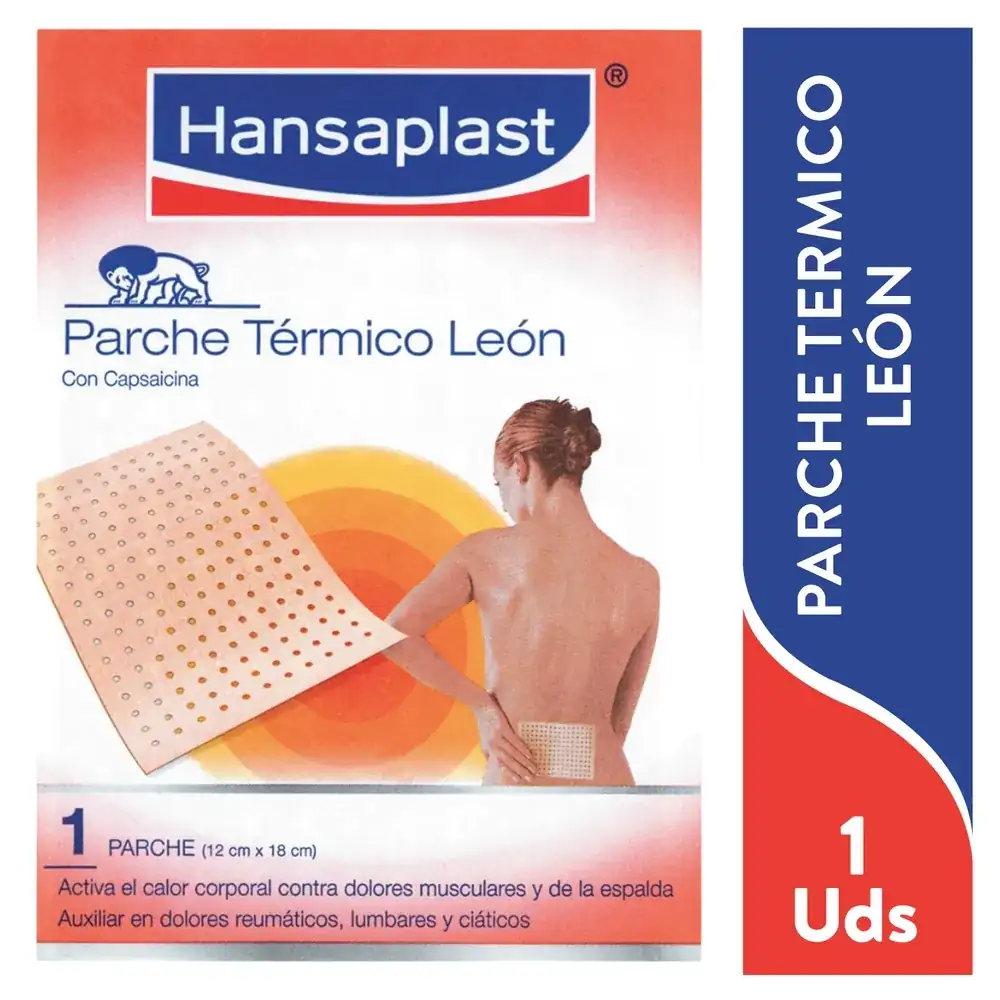 Hansaplast®
Parche Térmico León
Con Capsaicina
1 PARCHE (12 cm x 18 cm)
Activa el calor corporal contra dolores musculares y de la espalda
Auxiliar en dolores reumáticos, lumbares y ciáticos
PARCHE TERMICO
LEÓN
1
Uds